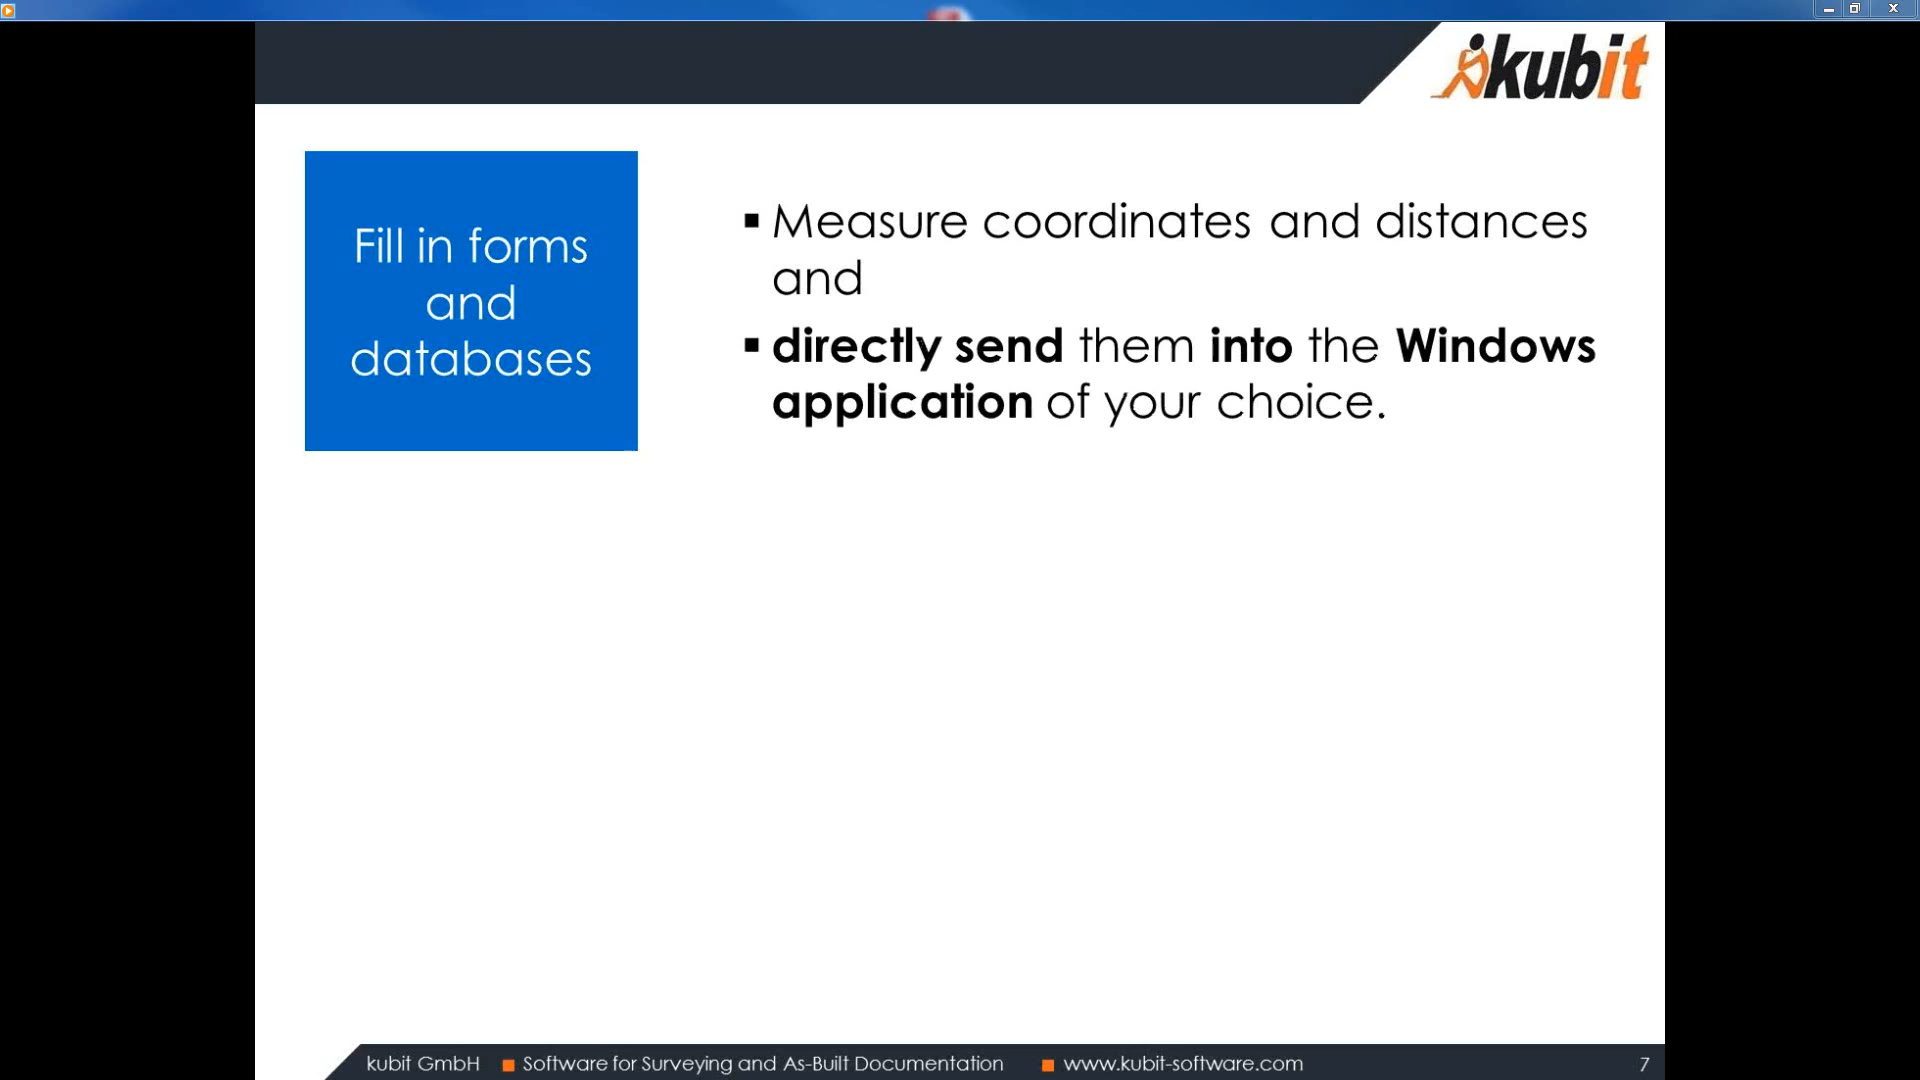 kubit
Fill in forms
and
databases
▪ Measure coordinates and distances
and
▪ directly send them into the Windows
application of your choice.
kubit GmbH ■ Software for Surveying and As-Built Documentation ■ www.kubit-software.com 7